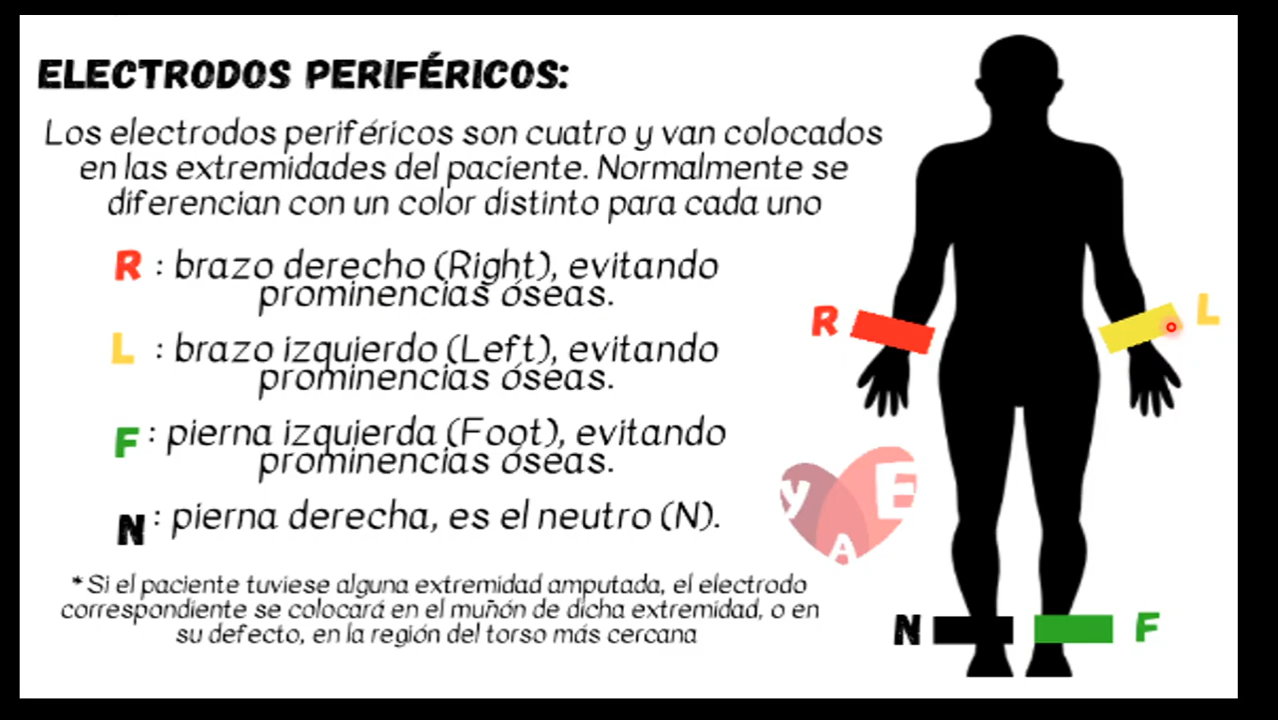 ELECTRODOS PERIFÉRICOS:
Los electrodos periféricos son cuatro y van colocados
en las extremidades del paciente. Normalmente se
diferencian con un color distinto para cada uno
R : brazo derecho (Right), evitando
prominencias óseas.
L : brazo izquierdo (Left), evitando
prominencias óseas.
F : pierna izquierda (Foot), evitando
prominencias óseas.
N : pierna derecha, es el neutro (N).
* Si el paciente tuviese alguna extremidad amputada, el electrodo
correspondiente se colocará en el muñón de dicha extremidad, o en
su defecto, en la región del torso más cercana
R
L
y E
A
N
F